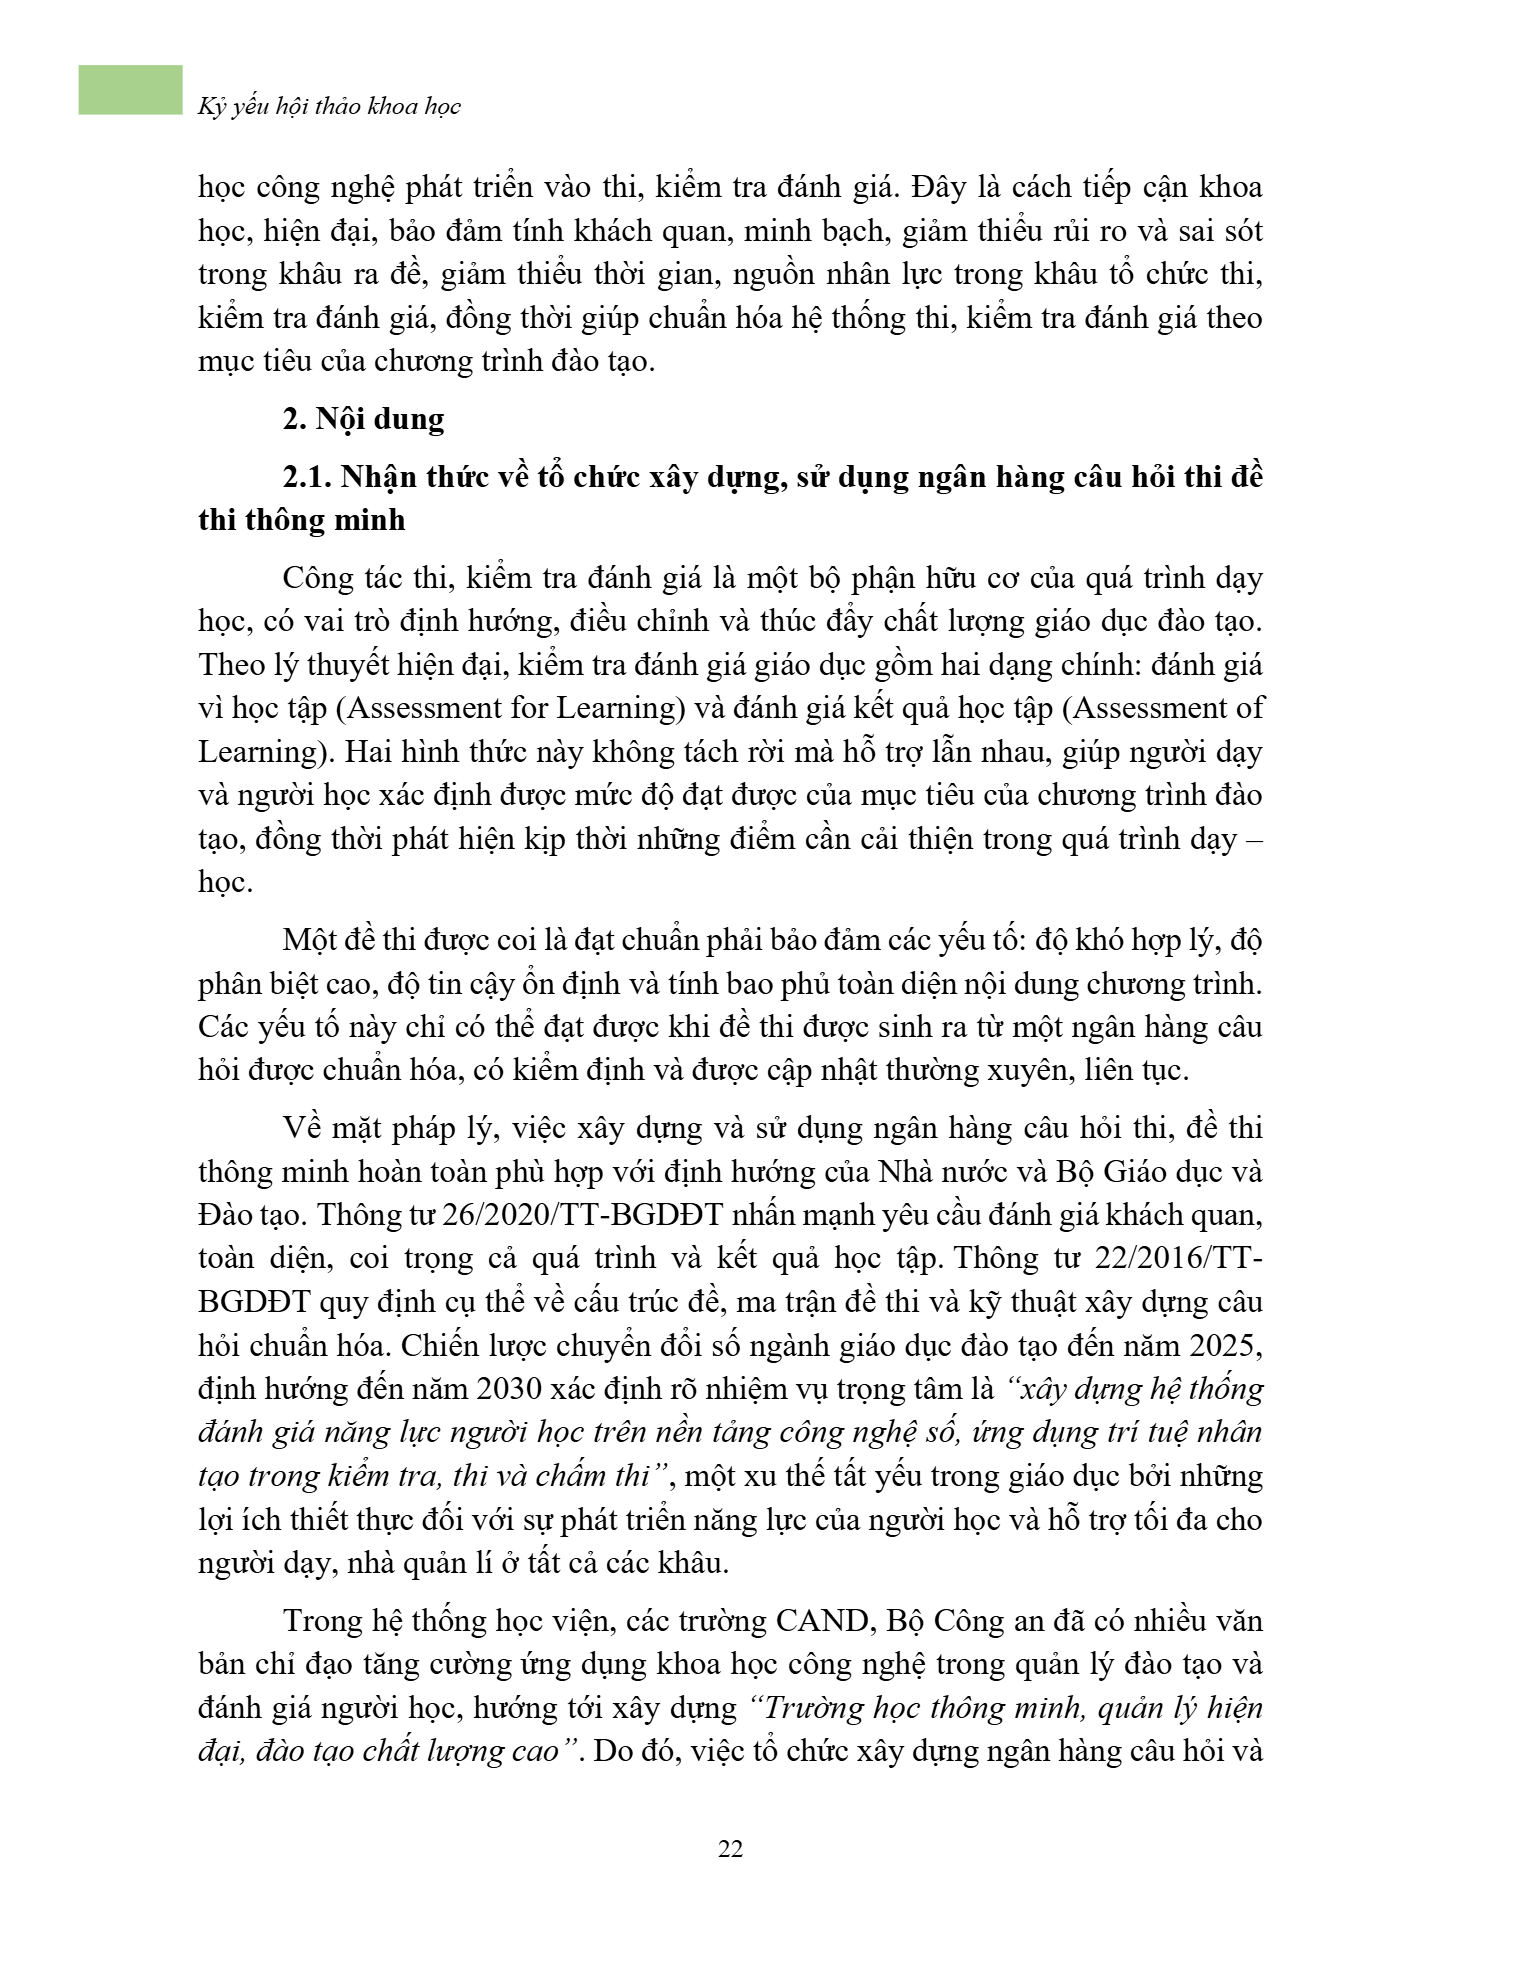 Kỷ yếu hội thảo khoa học
học công nghệ phát triển vào thi, kiểm tra đánh giá. Đây là cách tiếp cận khoa
học, hiện đại, bảo đảm tính khách quan, minh bạch, giảm thiểu rủi ro và sai sót
trong khâu ra đề, giảm thiểu thời gian, nguồn nhân lực trong khâu tổ chức thi,
kiểm tra đánh giá, đồng thời giúp chuẩn hóa hệ thống thi, kiểm tra đánh giá theo
mục tiêu của chương trình đào tạo.
2. Nội dung
2.1. Nhận thức về tổ chức xây dựng, sử dụng ngân hàng câu hỏi thi đề
thi thông minh
Công tác thi, kiểm tra đánh giá là một bộ phận hữu cơ của quá trình dạy
học, có vai trò định hướng, điều chỉnh và thúc đẩy chất lượng giáo dục đào tạo.
Theo lý thuyết hiện đại, kiểm tra đánh giá giáo dục gồm hai dạng chính: đánh giá
vì học tập (Assessment for Learning) và đánh giá kết quả học tập (Assessment of
Learning). Hai hình thức này không tách rời mà hỗ trợ lẫn nhau, giúp người dạy
và người học xác định được mức độ đạt được của mục tiêu của chương trình đào
tạo, đồng thời phát hiện kịp thời những điểm cần cải thiện trong quá trình dạy –
học.
Một đề thi được coi là đạt chuẩn phải bảo đảm các yếu tố: độ khó hợp lý, độ
phân biệt cao, độ tin cậy ổn định và tính bao phủ toàn diện nội dung chương trình.
Các yếu tố này chỉ có thể đạt được khi đề thi được sinh ra từ một ngân hàng câu
hỏi được chuẩn hóa, có kiểm định và được cập nhật thường xuyên, liên tục.
Về mặt pháp lý, việc xây dựng và sử dụng ngân hàng câu hỏi thi, đề thi
thông minh hoàn toàn phù hợp với định hướng của Nhà nước và Bộ Giáo dục và
Đào tạo. Thông tư 26/2020/TT-BGDĐT nhấn mạnh yêu cầu đánh giá khách quan,
toàn diện, coi trọng cả quá trình và kết quả học tập. Thông tư 22/2016/TT-
BGDĐT quy định cụ thể về cấu trúc đề, ma trận đề thi và kỹ thuật xây dựng câu
hỏi chuẩn hóa. Chiến lược chuyển đổi số ngành giáo dục đào tạo đến năm 2025,
định hướng đến năm 2030 xác định rõ nhiệm vụ trọng tâm là “xây dựng hệ thống
đánh giá năng lực người học trên nền tảng công nghệ số, ứng dụng trí tuệ nhân
tạo trong kiểm tra, thi và chấm thi”, một xu thế tất yếu trong giáo dục bởi những
lợi ích thiết thực đối với sự phát triển năng lực của người học và hỗ trợ tối đa cho
người dạy, nhà quản lí ở tất cả các khâu.
Trong hệ thống học viện, các trường CAND, Bộ Công an đã có nhiều văn
bản chỉ đạo tăng cường ứng dụng khoa học công nghệ trong quản lý đào tạo và
đánh giá người học, hướng tới xây dựng “Trường học thông minh, quản lý hiện
đại, đào tạo chất lượng cao”. Do đó, việc tổ chức xây dựng ngân hàng câu hỏi và
22